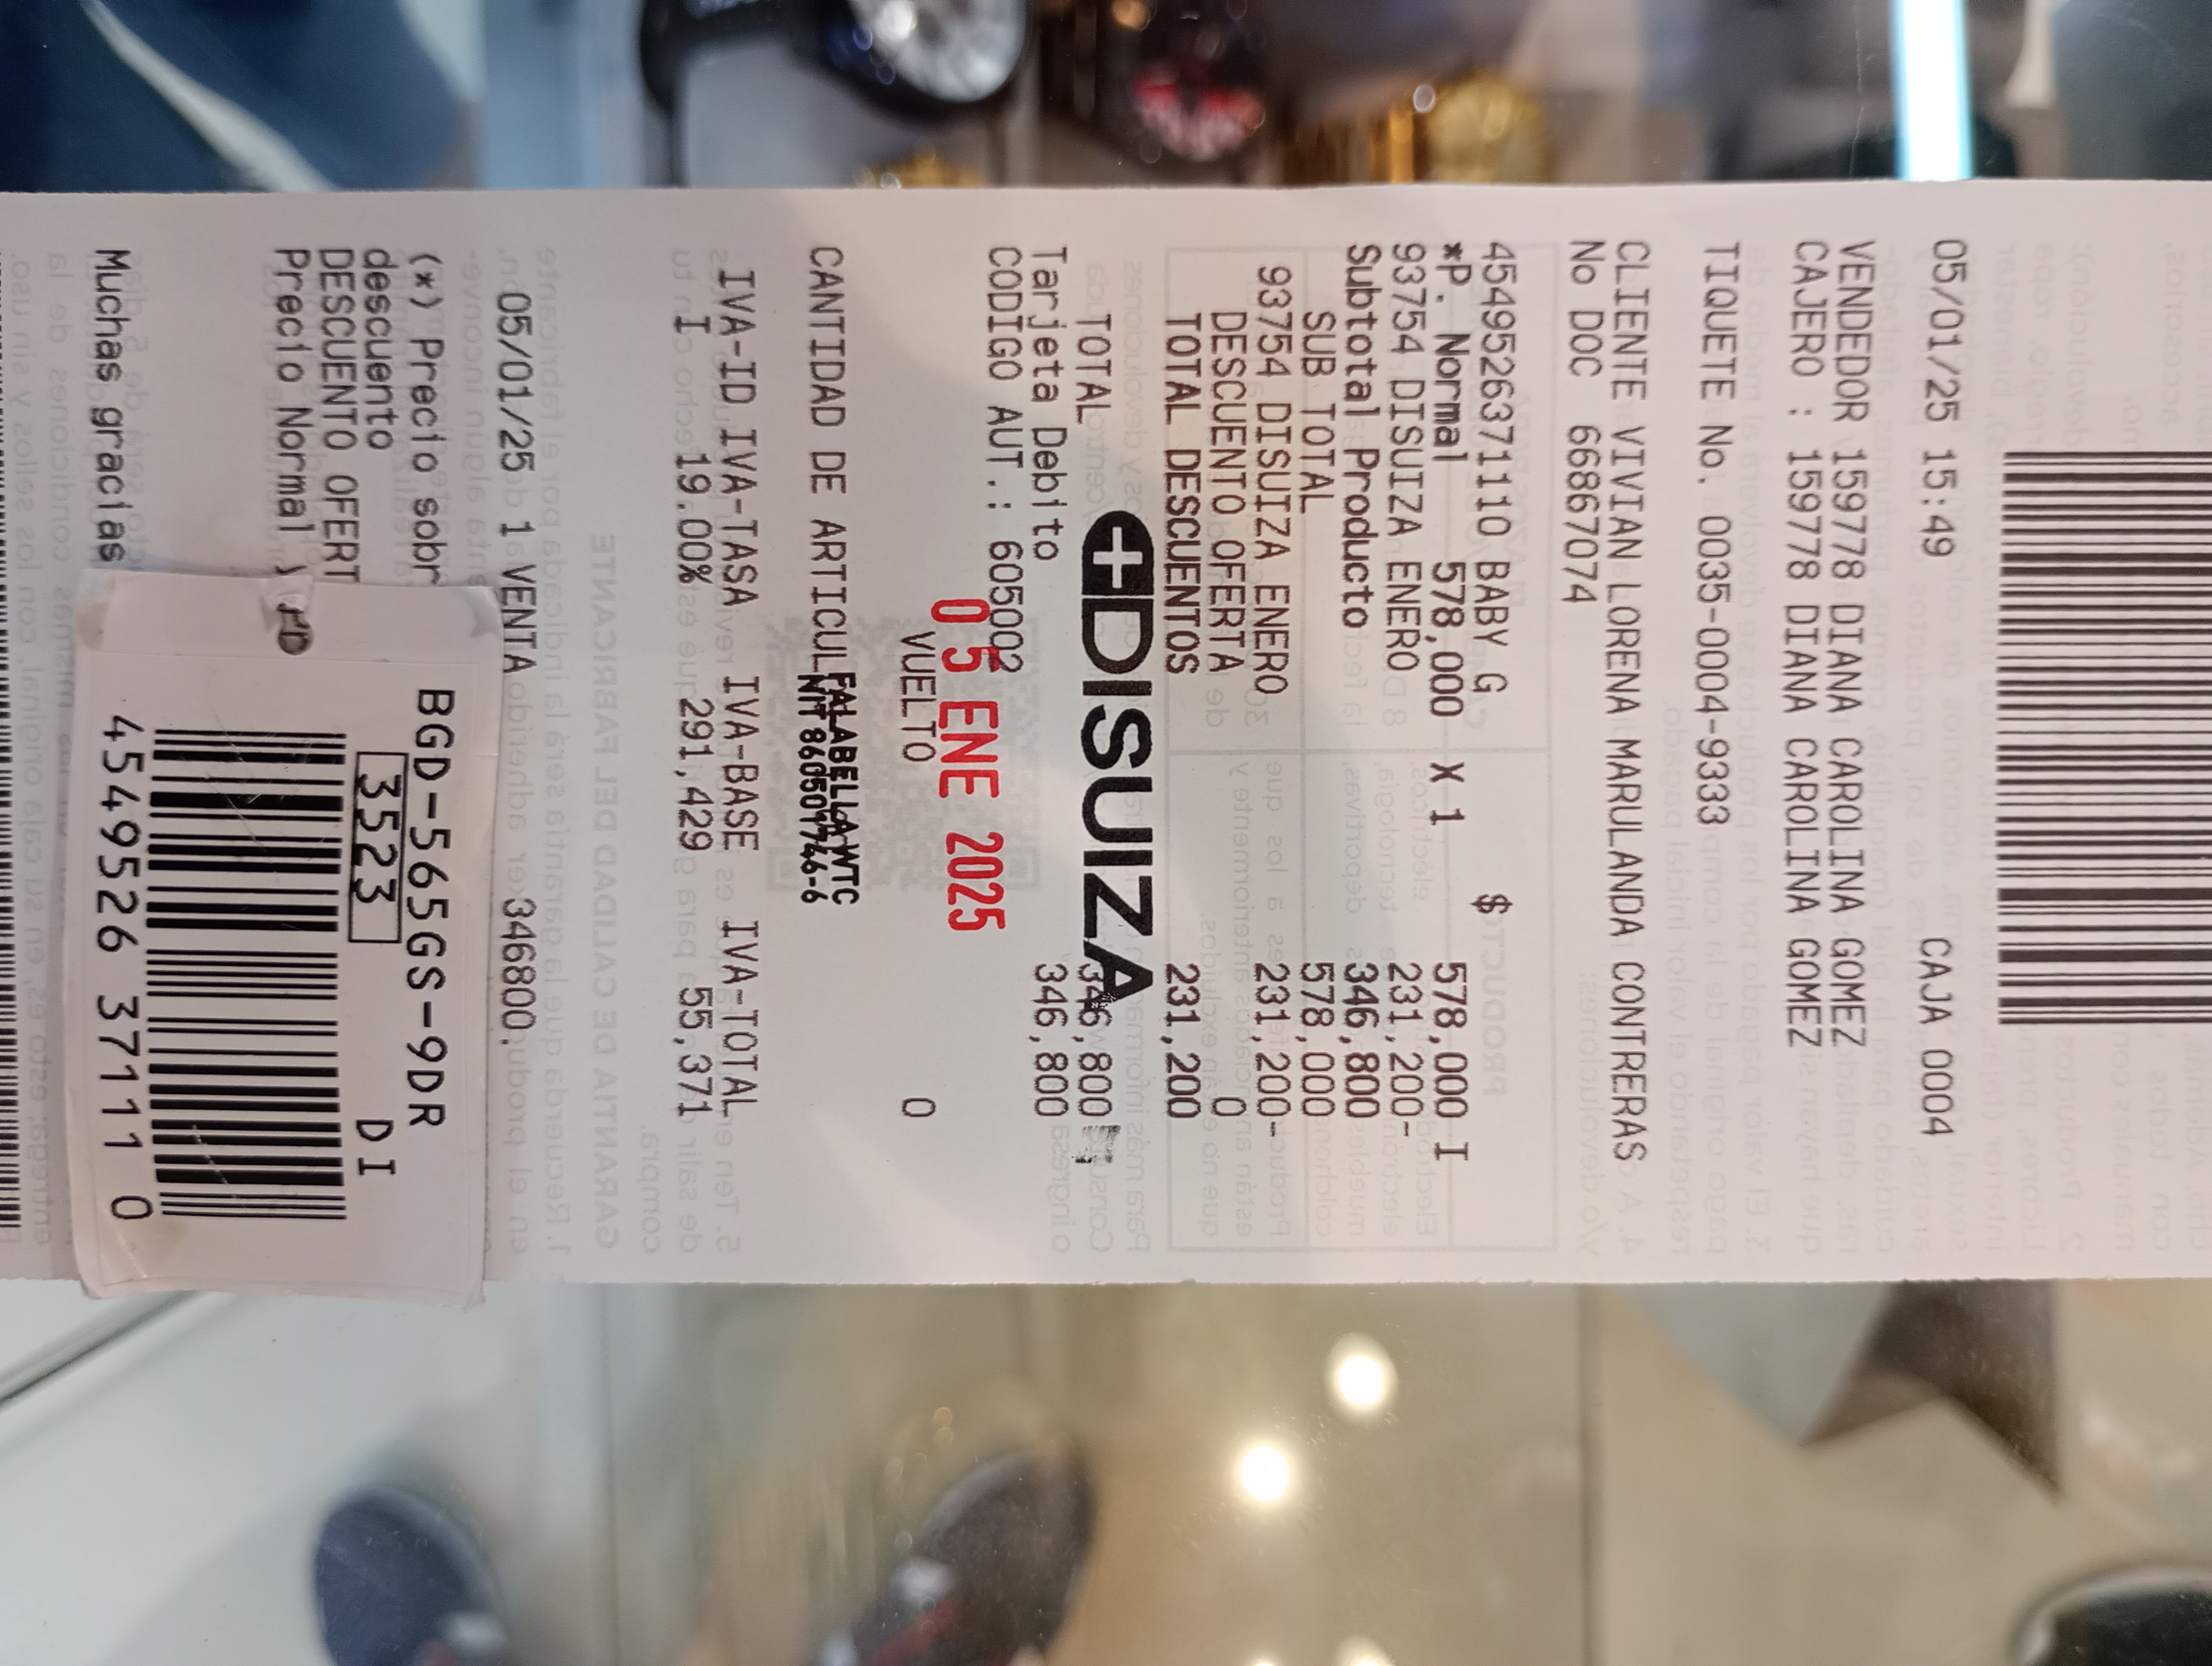 05/01/25 15:49 CAJA 0004
VENDEDOR 159778 DIANA CAROLINA GOMEZ
CAJERO : 159778 DIANA CAROLINA GOMEZ
TIQUETE No. 0035-0004-9333
CLIENTE VIVIAN LORENA MARULANDA CONTRERAS
No DOC 66867074
4549526371110 BABY G $
*P. Normal 578,000 X 1 578,000 I
93754 DISUIZA ENERO 231,200-
Subtotal Producto 346,800
SUB TOTAL 578,000
93754 DISUIZA ENERO 231,200-
DESCUENTO OFERTA 0
TOTAL DESCUENTOS 231,200
DISUIZA
TOTAL 346,800
Tarjeta Debito 346,800
CODIGO AUT.: 605002
05 ENE 2025
VUELTO 0
FALABELLA WTC
NIT 860501746-6
CANTIDAD DE ARTICUL
IVA-ID IVA-TASA IVA-BASE IVA-TOTAL
I 19.00% 291,429 55,371
05/01/25 1 VENTA 346800.
(*) Precio sobr
descuento
DESCUENTO OFERT
Precio Normal )
Muchas gracias
BGD-565GS-9DR
3523 DI
4549526 37111 0